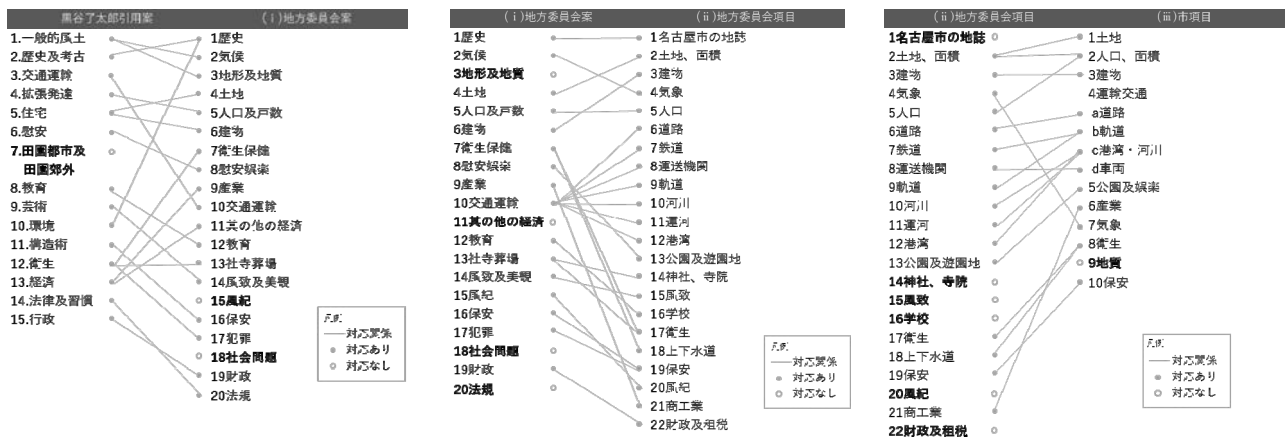 黒谷了太郎引用案
(ⅰ)地方委員会案
1.一般的風土
2.歴史及考古
3.交通運輸
4.拡張発達
5.住宅
6.慰安
7.田園都市及
田園郊外
8.教育
9.芸術
10.環境
11.構造術
12.衛生
13.経済
14.法律及習慣
15.行政
1歴史
2気侯
3地形及地質
4土地
5人口及戸数
6建物
7衛生保健
8慰安娯楽
9産業
10交通運輸
11其の他の経済
12教育
13社寺葬場
14風致及美観
15風紀
16保安
17犯罪
18社会問題
19財政
20法規
凡例
対応関係
対応あり
対応なし
(ⅰ)地方委員会案
(ⅱ)地方委員会項目
1歴史
2気侯
3地形及地質
4土地
5人口及戸数
6建物
7衛生保健
8慰安娯楽
9産業
10交通運輸
11其の他の経済
12教育
13社寺葬場
14風致及美観
15風紀
16保安
17犯罪
18社会問題
19財政
20法規
1名古屋市の地誌
2土地、面積
3建物
4気象
5人口
6道路
7鉄道
8運送機関
9軌道
10河川
11運河
12港湾
13公園及遊園地
14神社、寺院
15風致
16学校
17衛生
18上下水道
19保安
20風紀
21商工業
22財政及租税
凡例
対応関係
対応あり
対応なし
(ⅱ)地方委員会項目
(ⅲ)市項目
1名古屋市の地誌
2土地、面積
3建物
4気象
5人口
6道路
7鉄道
8運送機関
9軌道
10河川
11運河
12港湾
13公園及遊園地
14神社、寺院
15風致
16学校
17衛生
18上下水道
19保安
20風紀
21商工業
22財政及租税
1土地
2人口、面積
3建物
4運輸交通
a道路
b軌道
c港湾・河川
d車両
5公園及娯楽
6産業
7気象
8衛生
9地質
10保安
凡例
対応関係
対応あり
対応なし